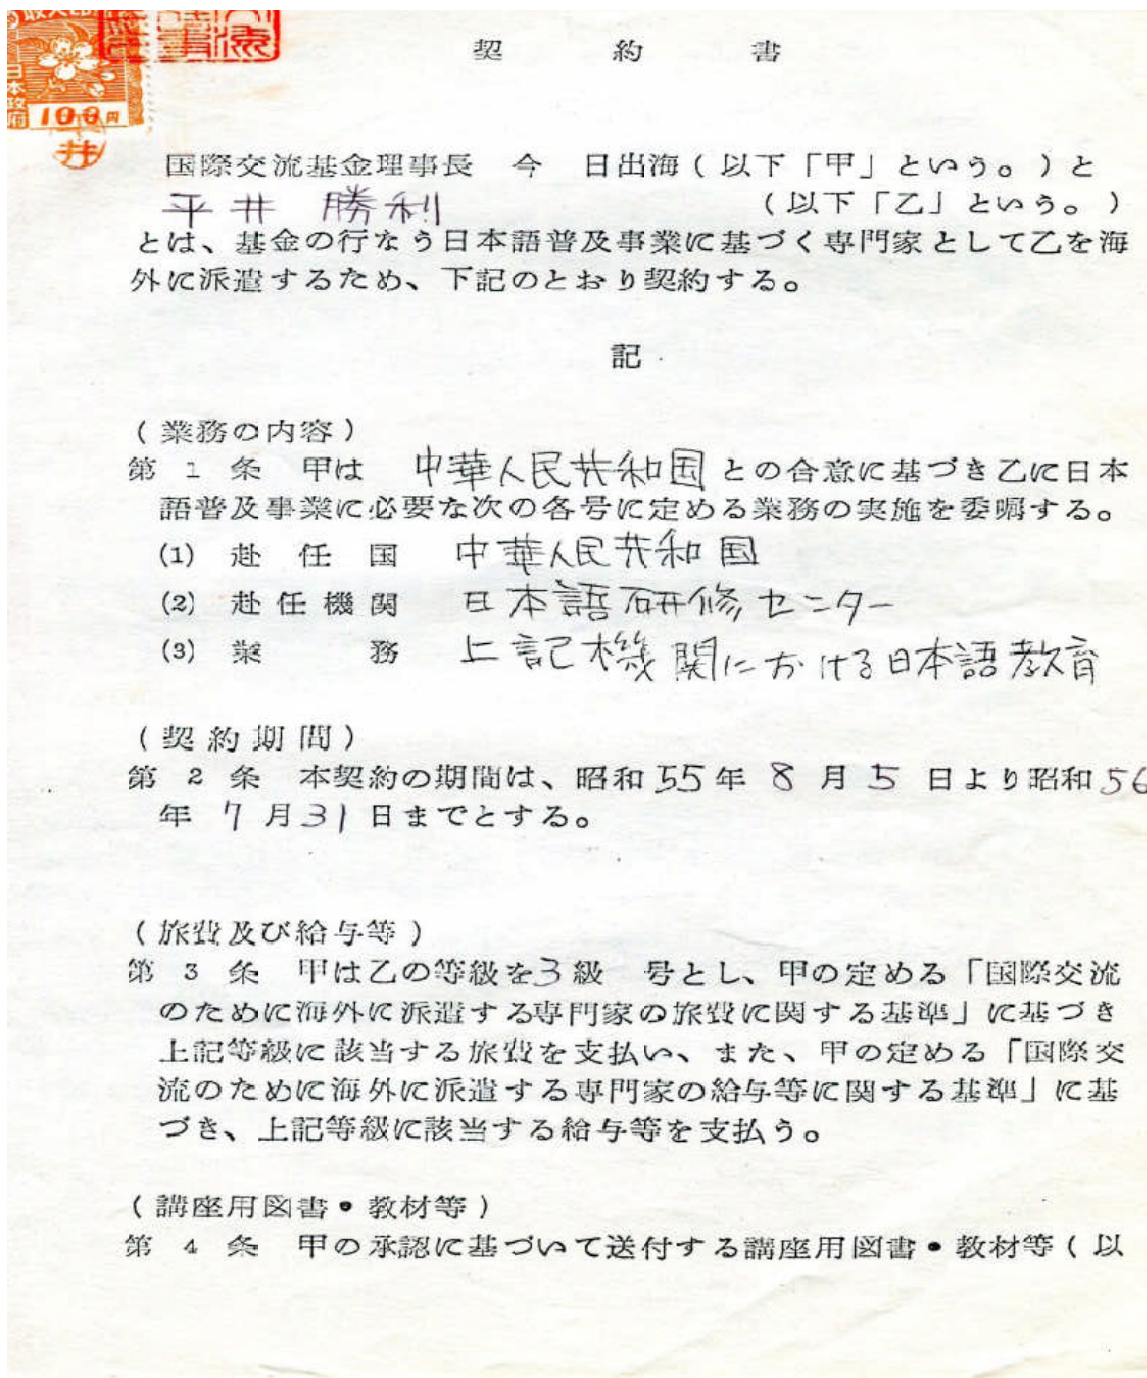 契約書
日本政府
100円
平井
国際交流基金理事長 今 日出海(以下「甲」という。)と
平井 勝利 (以下「乙」という。)
とは、基金の行なう日本語普及事業に基づく専門家として乙を海
外に派遣するため、下記のとおり契約する。
記
(業務の内容)
第 1 条 甲は 中華人民共和国 との合意に基づき乙に日本
語普及事業に必要な次の各号に定める業務の実施を委嘱する。
(1) 赴任国 中華人民共和国
(2) 赴任機関 日本語研修センター
(3) 業務 上記機関における日本語教育
(契約期間)
第 2 条 本契約の期間は、昭和55年 8 月 5 日より昭和56
年 7 月31 日までとする。
(旅費及び給与等)
第 3 条 甲は乙の等級を3級 号とし、甲の定める「国際交流
のために海外に派遣する専門家の旅費に関する基準」に基づき
上記等級に該当する旅費を支払い、また、甲の定める「国際交
流のために海外に派遣する専門家の給与等に関する基準」に基
づき、上記等級に該当する給与等を支払う。
(講座用図書・教材等)
第 4 条 甲の承認に基づいて送付する講座用図書・教材等(以